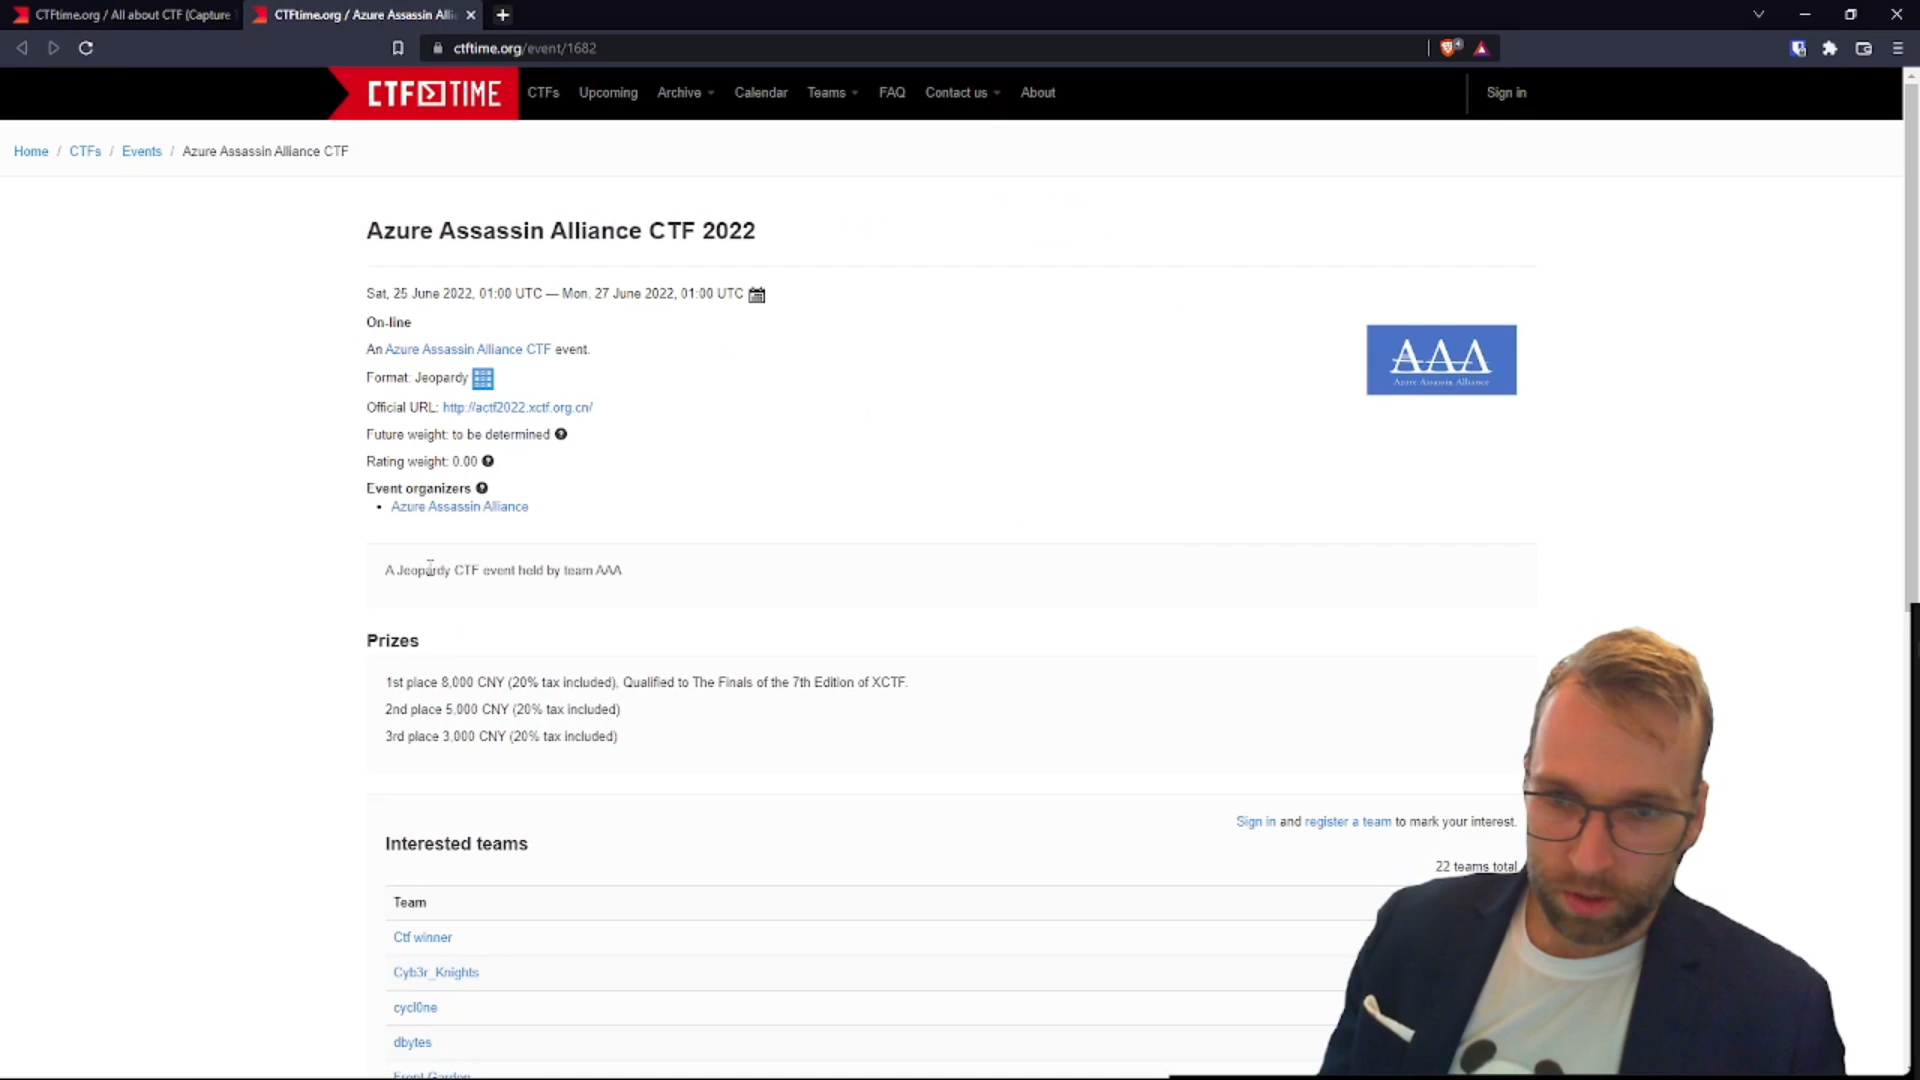 CTFtime.org / All about CTF (Capture
CTFtime.org / Azure Assassin Alli
ctftime.org/event/1682
CTF TIME
CTFs Upcoming Archive Calendar Teams FAQ Contact us About Sign in
Home / CTFs / Events / Azure Assassin Alliance CTF
Azure Assassin Alliance CTF 2022
Sat, 25 June 2022, 01:00 UTC — Mon, 27 June 2022, 01:00 UTC
On-line
An Azure Assassin Alliance CTF event.
AAA
Azure Assassin Alliance
Format: Jeopardy
Official URL: http://actf2022.xctf.org.cn/
Future weight: to be determined
Rating weight: 0.00
Event organizers
• Azure Assassin Alliance
A Jeopardy CTF event held by team AAA
Prizes
1st place 8,000 CNY (20% tax included), Qualified to The Finals of the 7th Edition of XCTF.
2nd place 5,000 CNY (20% tax included)
3rd place 3,000 CNY (20% tax included)
Sign in and register a team to mark your interest.
Interested teams
22 teams total
Team
Ctf winner
Cyb3r_Knights
cycl0ne
dbytes
Front Garden